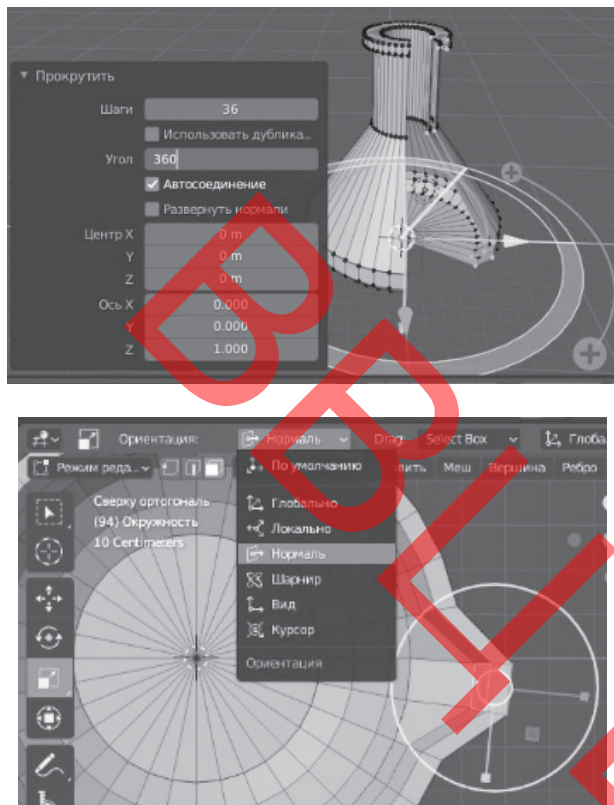 Прокрутить
Шаги 36
Использовать дублика...
Угол 360
Автосоединение
Развернуть нормали
Центр X 0 m
Y 0 m
Z 0 m
Ось X 0.000
Y 0.000
Z 1.000
Ориентация: Нормаль Drag: Select Box Глоба
Режим реда... лить Меш Вершина Ребро
По умолчанию
Сверху ортогональ
(94) Окружность
10 Centimeters
Глобально
Локально
Нормаль
Шарнир
Вид
Курсор
Ориентация